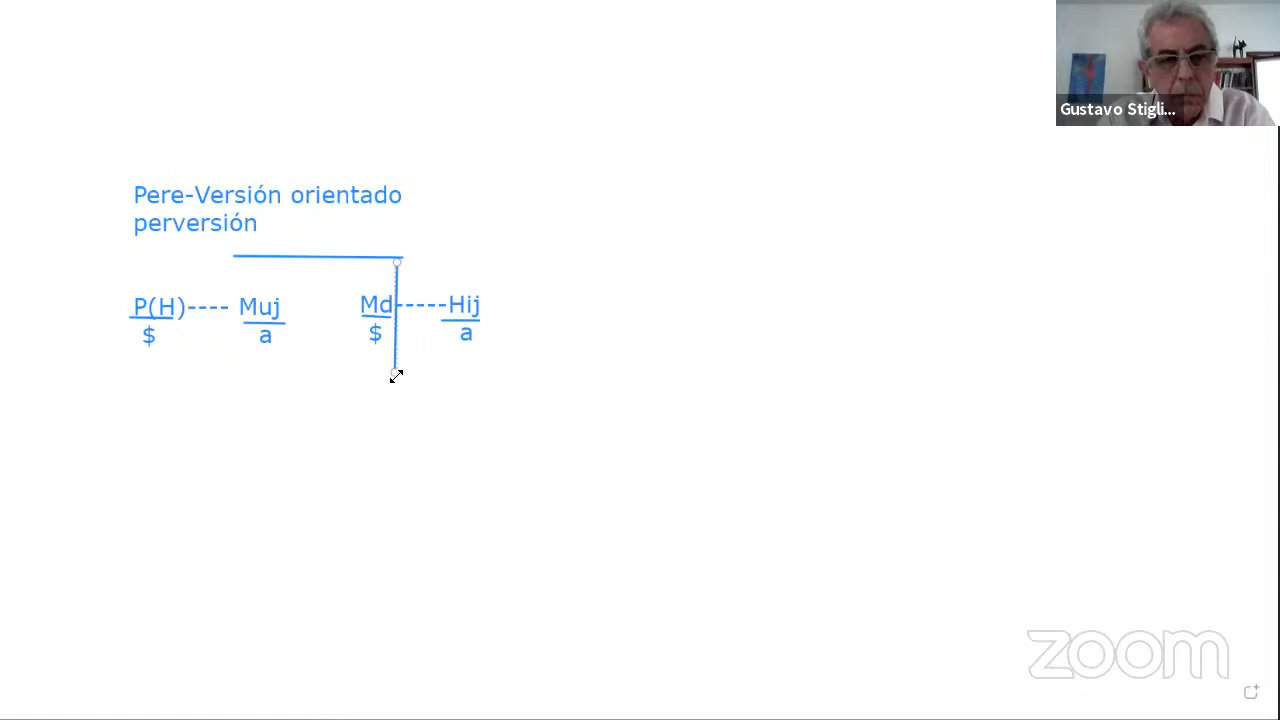 Gustavo Stigli...
Pere-Versión orientado
perversión
P(H)---- Muj Md-----Hij
$ a $ a
zoom